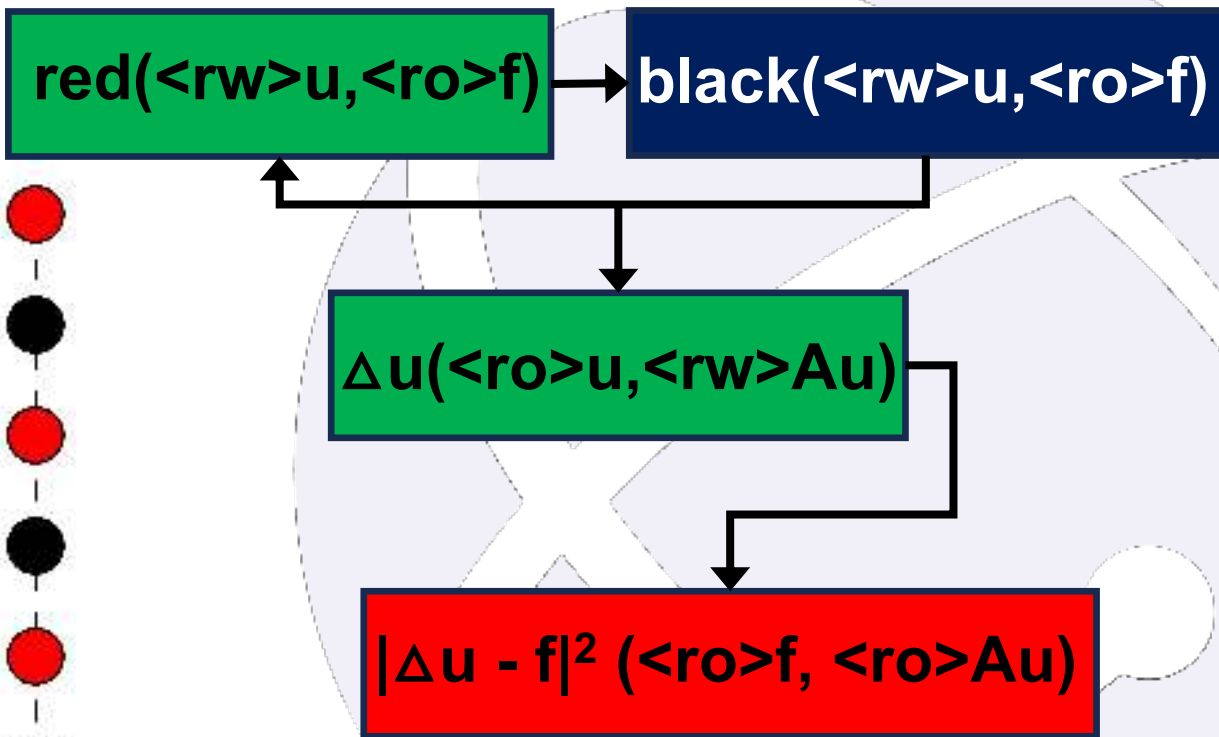 red(<rw>u,<ro>f)
black(<rw>u,<ro>f)
△u(<ro>u,<rw>Au)
|△u - f|² (<ro>f, <ro>Au)